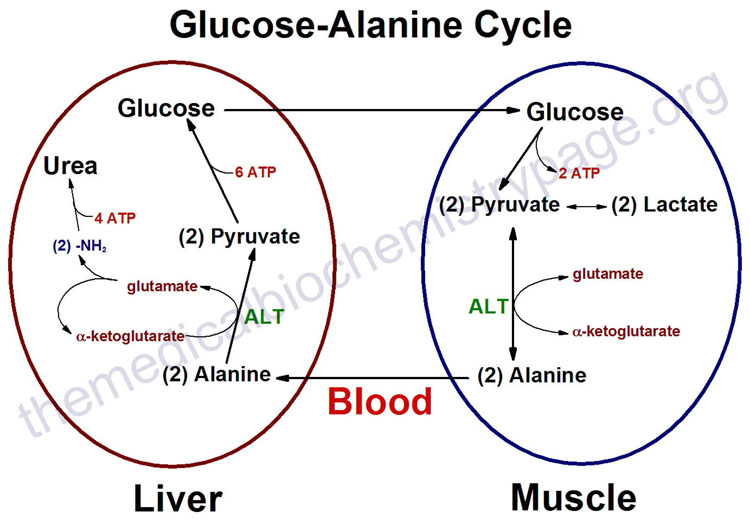 Glucose-Alanine Cycle
Glucose
Glucose
Urea
6 ATP
2 ATP
4 ATP
(2) -NH₂
(2) Pyruvate
(2) Pyruvate
(2) Lactate
glutamate
glutamate
α-ketoglutarate
ALT
ALT
α-ketoglutarate
(2) Alanine
(2) Alanine
Blood
Liver
Muscle
themedicalbiochemistrypage.org